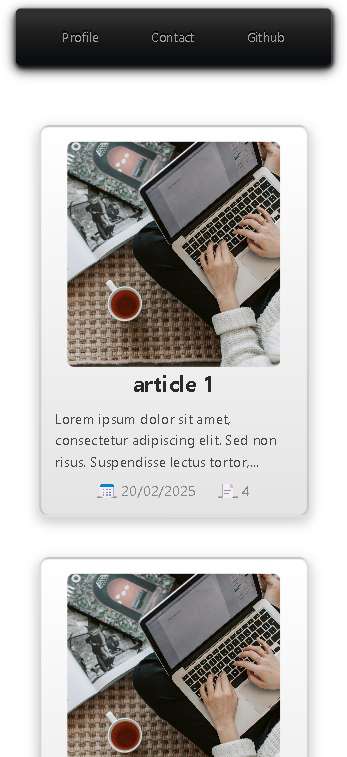 Profile Contact Github
article 1
Lorem ipsum dolor sit amet,
consectetur adipiscing elit. Sed non
risus. Suspendisse lectus tortor,...
20/02/2025 4